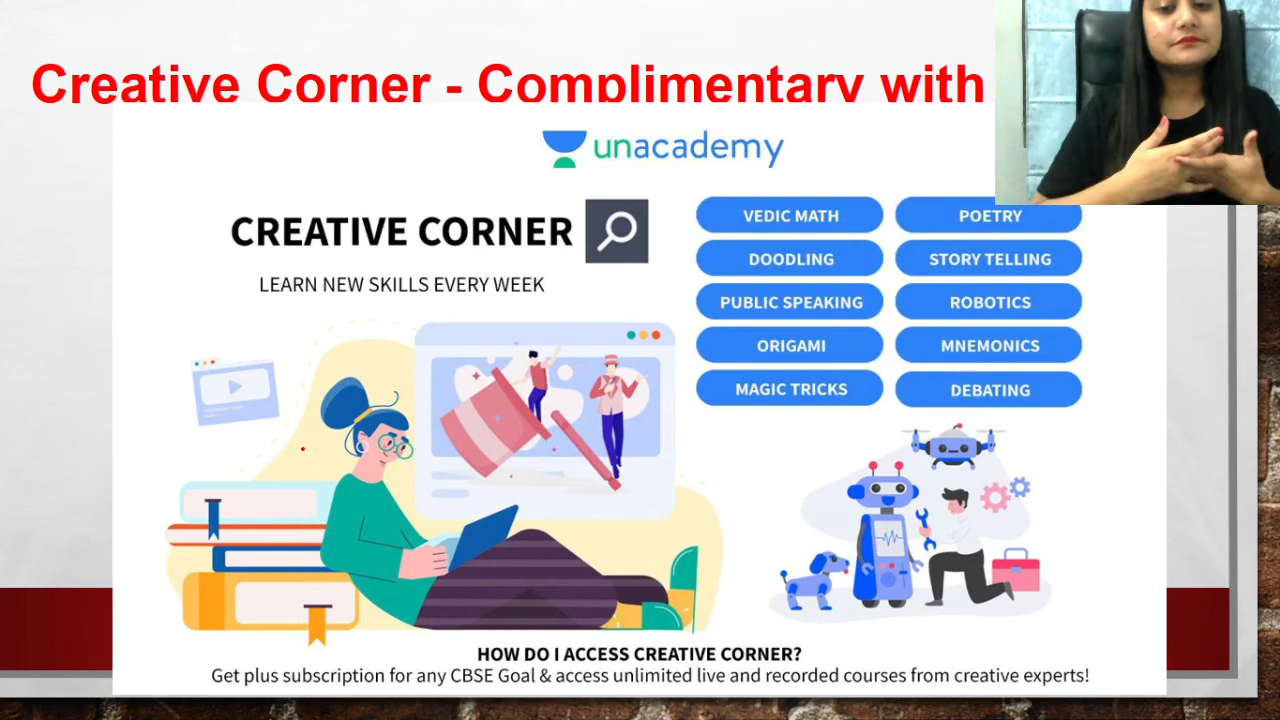 Creative Corner - Complimentary with
unacademy
CREATIVE CORNER
LEARN NEW SKILLS EVERY WEEK
VEDIC MATH
POETRY
DOODLING
STORY TELLING
PUBLIC SPEAKING
ROBOTICS
ORIGAMI
MNEMONICS
MAGIC TRICKS
DEBATING
HOW DO I ACCESS CREATIVE CORNER?
Get plus subscription for any CBSE Goal & access unlimited live and recorded courses from creative experts!